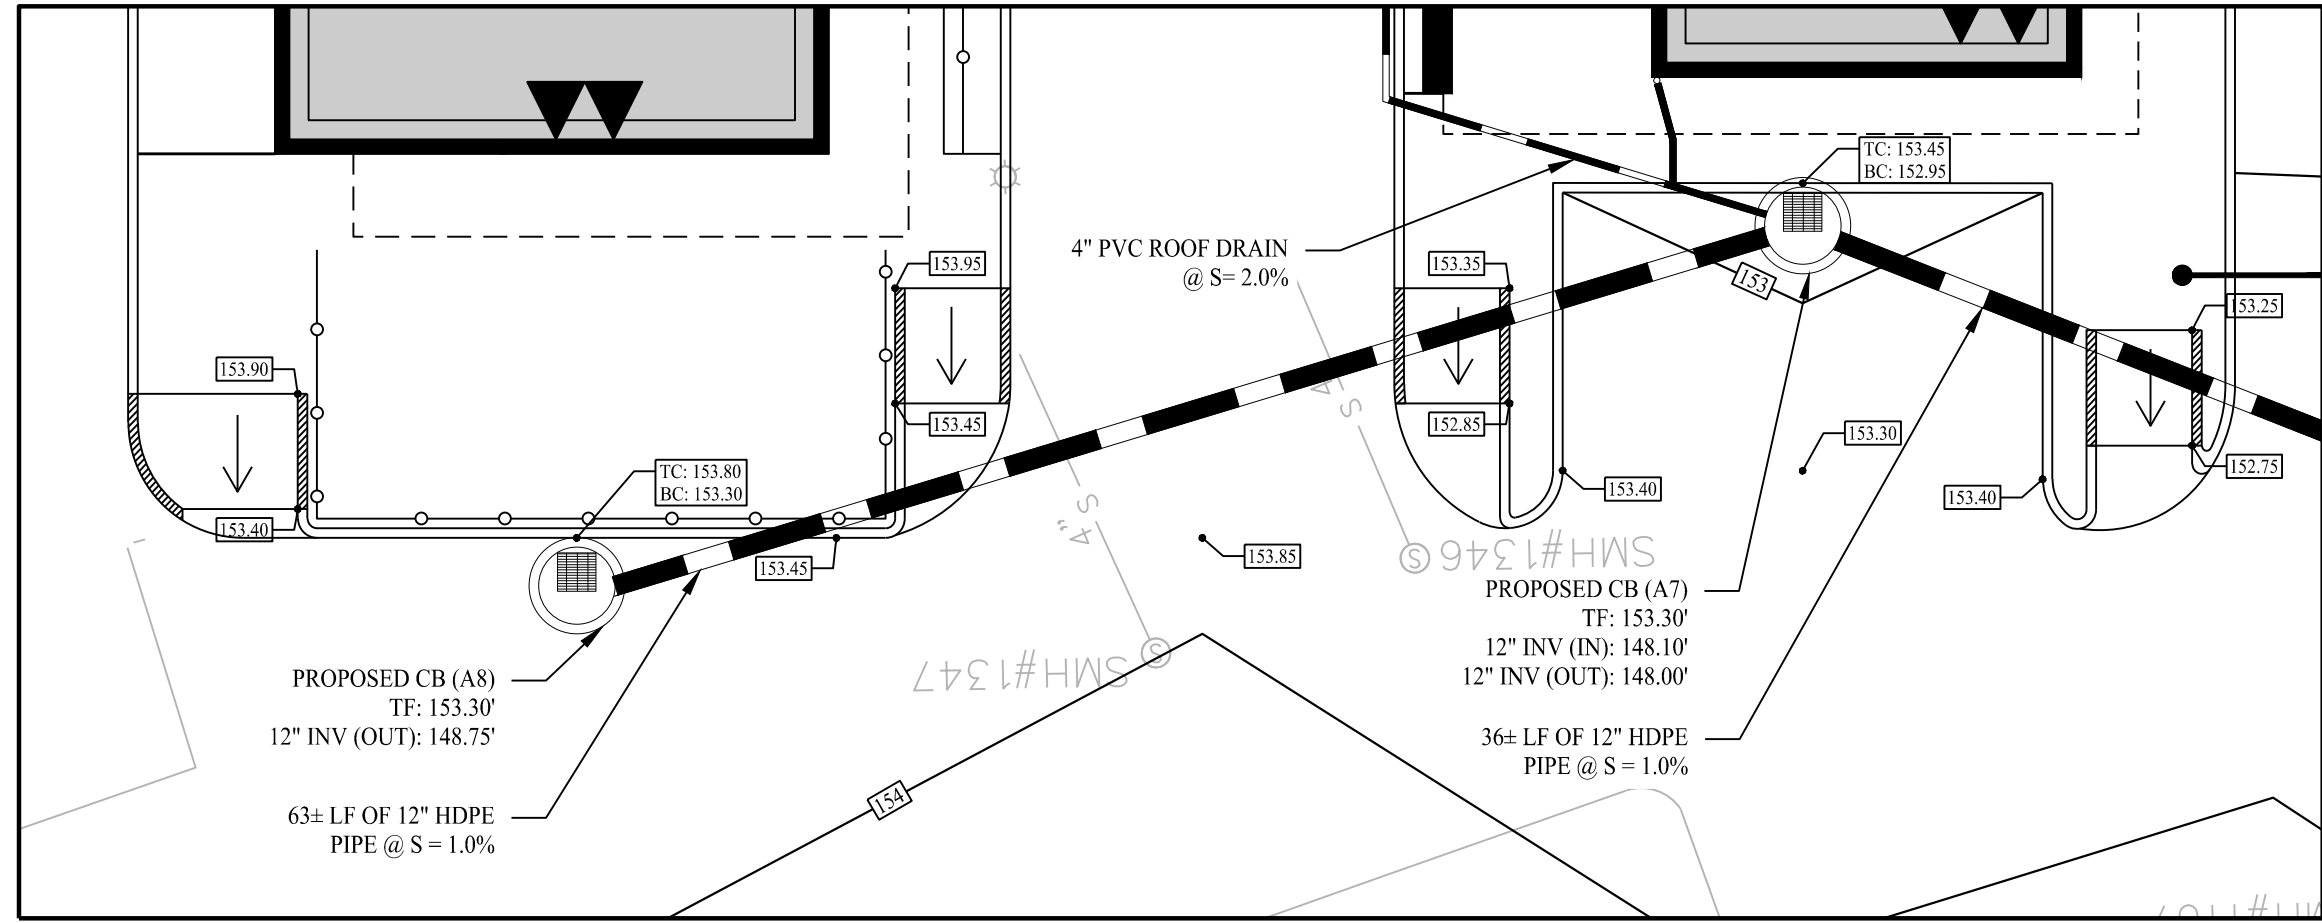 TC: 153.45
BC: 152.95
4" PVC ROOF DRAIN
@ S= 2.0%
153.95
153.35
153
153.25
153.90
153.45
152.85
153.30
TC: 153.80
BC: 153.30
153.40
153.40
153.40
152.75
4" S
4" S
153.45
153.85
SMH#1346
S
PROPOSED CB (A7)
TF: 153.30'
12" INV (IN): 148.10'
12" INV (OUT): 148.00'
SMH#1347
S
PROPOSED CB (A8)
TF: 153.30'
12" INV (OUT): 148.75'
36± LF OF 12" HDPE
PIPE @ S = 1.0%
154
63± LF OF 12" HDPE
PIPE @ S = 1.0%